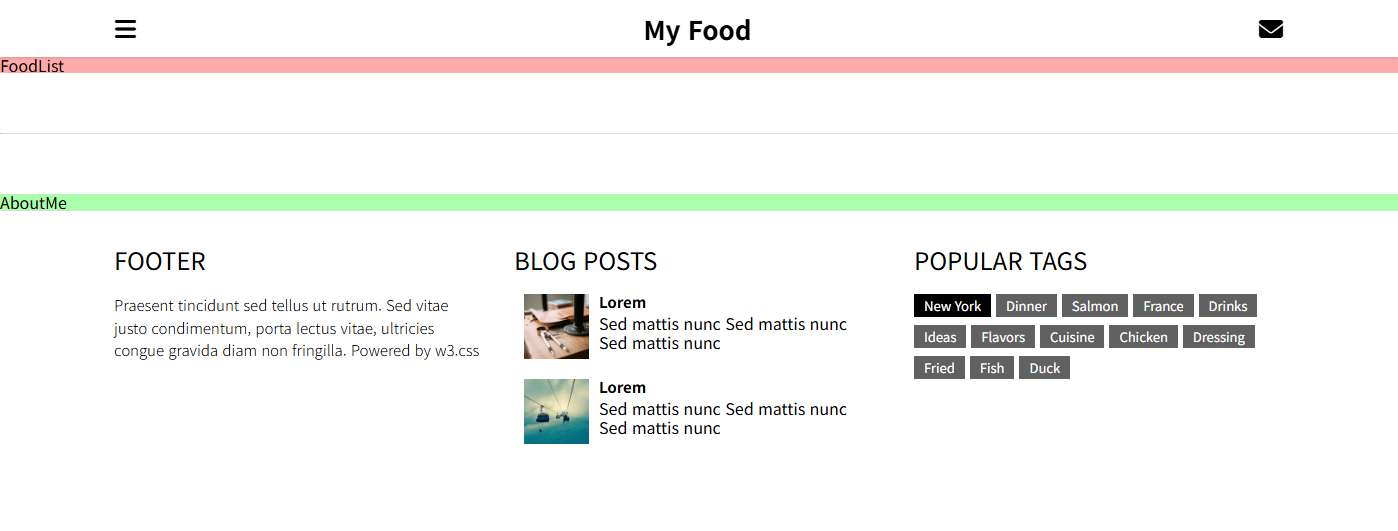 My Food
FoodList
AboutMe
FOOTER
Praesent tincidunt sed tellus ut rutrum. Sed vitae
justo condimentum, porta lectus vitae, ultricies
congue gravida diam non fringilla. Powered by w3.css
BLOG POSTS
Lorem
Sed mattis nunc Sed mattis nunc
Sed mattis nunc
Lorem
Sed mattis nunc Sed mattis nunc
Sed mattis nunc
POPULAR TAGS
New York Dinner Salmon France Drinks
Ideas Flavors Cuisine Chicken Dressing
Fried Fish Duck